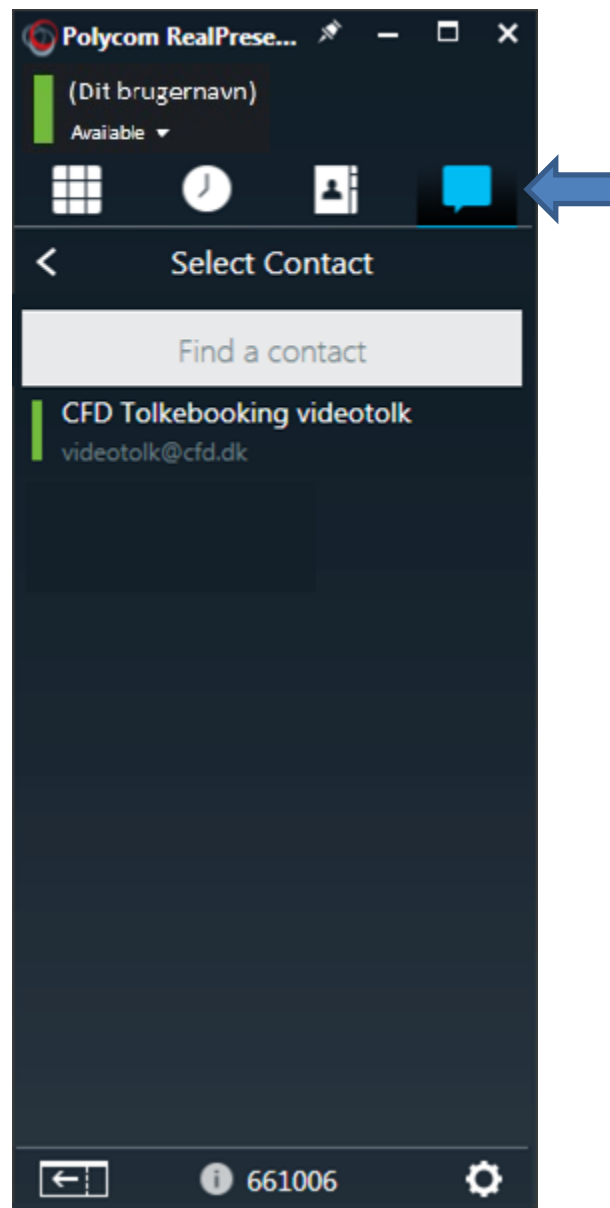 Polycom RealPrese...
(Dit brugernavn)
Available
Select Contact
Find a contact
CFD Tolkebooking videotolk
videotolk@cfd.dk
661006